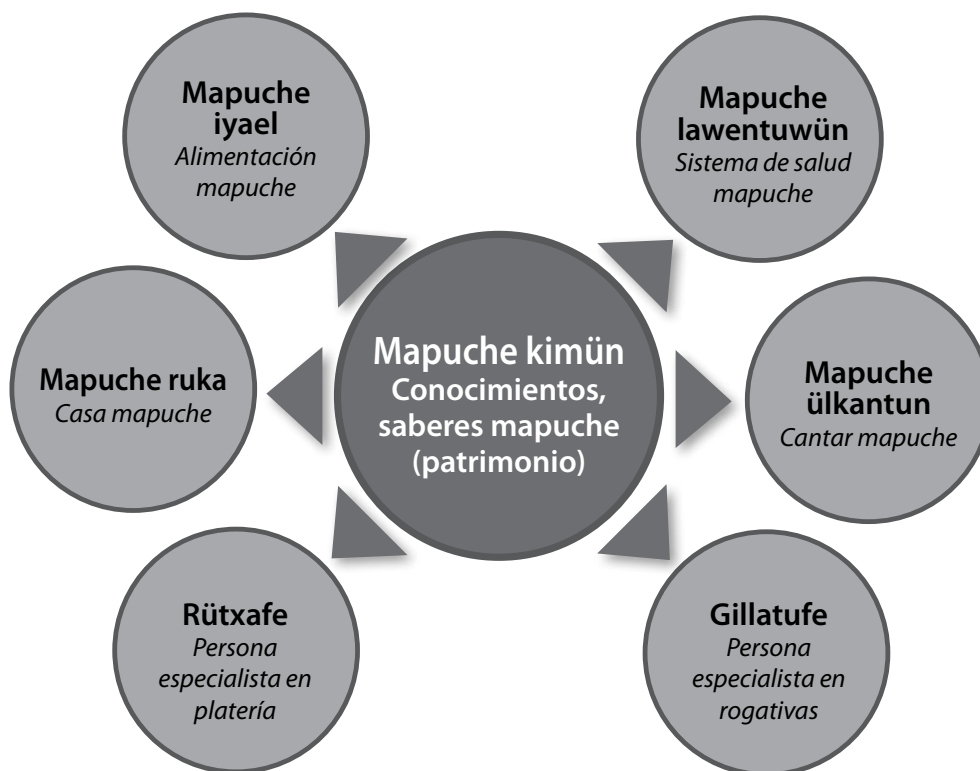 Mapuche
iyael
Alimentación
mapuche
Mapuche
lawentuwün
Sistema de salud
mapuche
Mapuche kimün
Conocimientos,
saberes mapuche
(patrimonio)
Mapuche ruka
Casa mapuche
Mapuche
ülkantun
Cantar mapuche
Rütxafe
Persona
especialista en
platería
Gillatufe
Persona
especialista en
rogativas